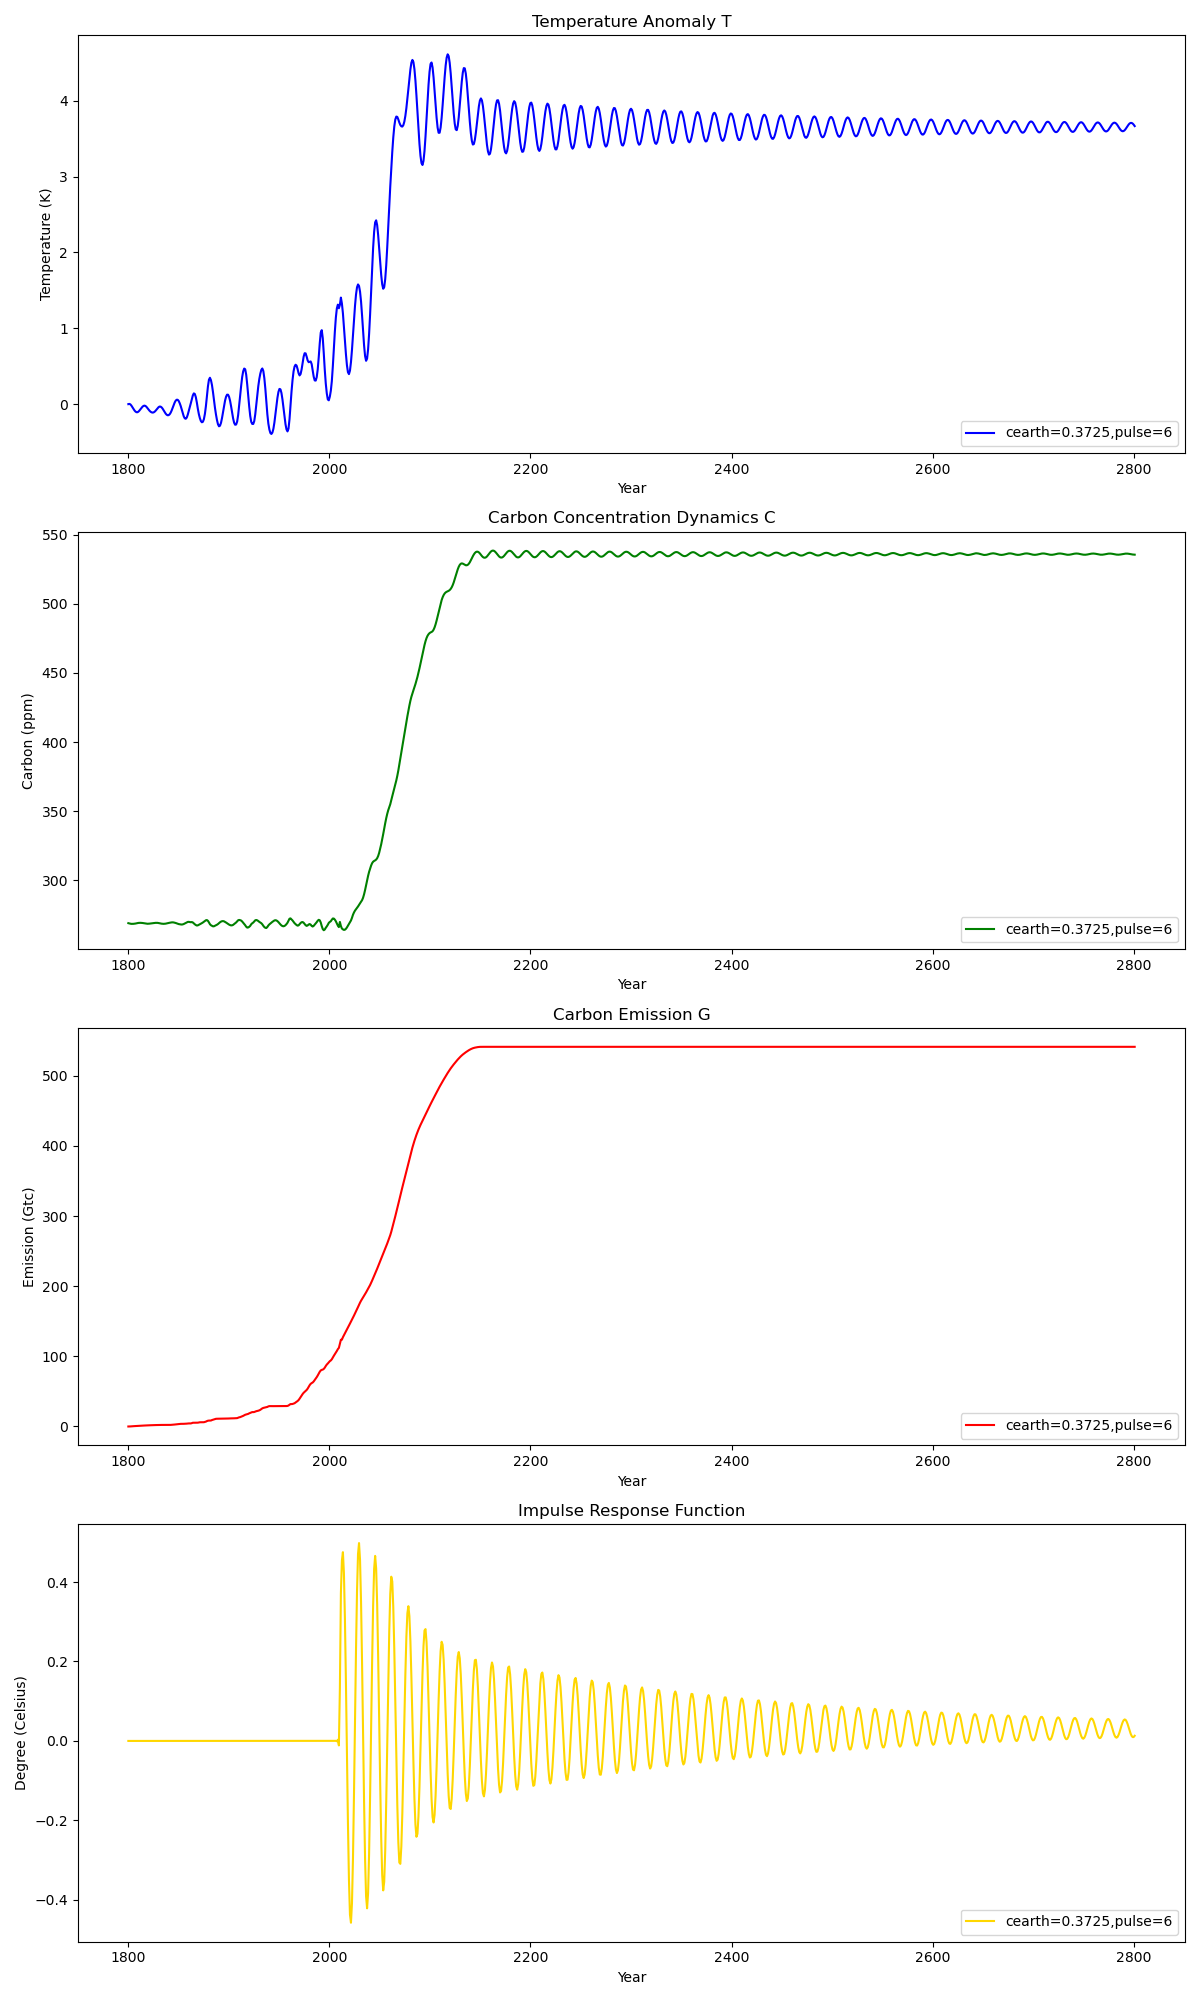 Temperature Anomaly T
Temperature (K)
4
3
2
1
0
cearth=0.3725,pulse=6
1800 2000 2200 2400 2600 2800
Year
Carbon Concentration Dynamics C
Carbon (ppm)
550
500
450
400
350
300
cearth=0.3725,pulse=6
1800 2000 2200 2400 2600 2800
Year
Carbon Emission G
Emission (Gtc)
500
400
300
200
100
0
cearth=0.3725,pulse=6
1800 2000 2200 2400 2600 2800
Year
Impulse Response Function
Degree (Celsius)
0.4
0.2
0.0
−0.2
−0.4
cearth=0.3725,pulse=6
1800 2000 2200 2400 2600 2800
Year